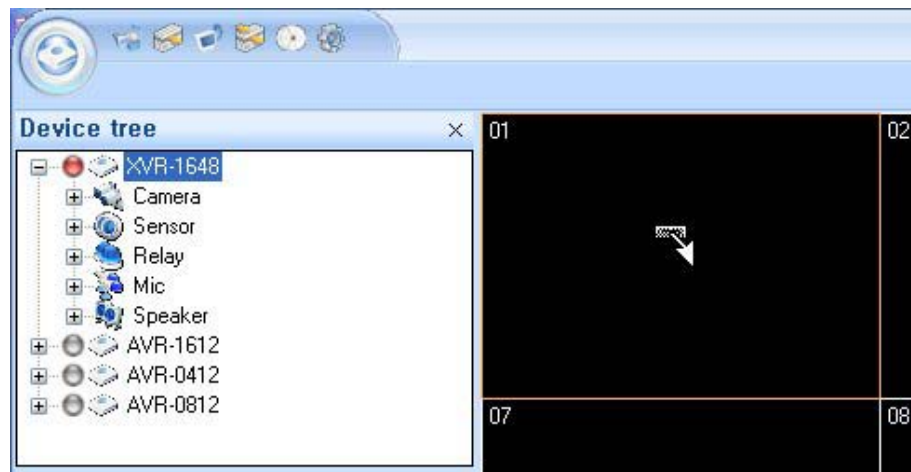 Device tree
XVR-1648
Camera
Sensor
Relay
Mic
Speaker
AVR-1612
AVR-0412
AVR-0812
01
02
07
08